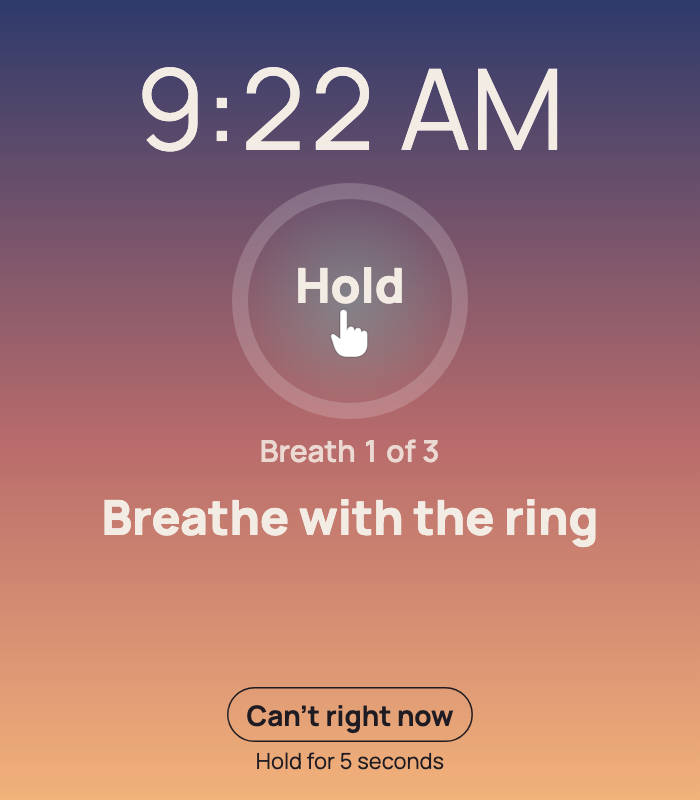 9:22 AM
Hold
Breath 1 of 3
Breathe with the ring
Can’t right now
Hold for 5 seconds